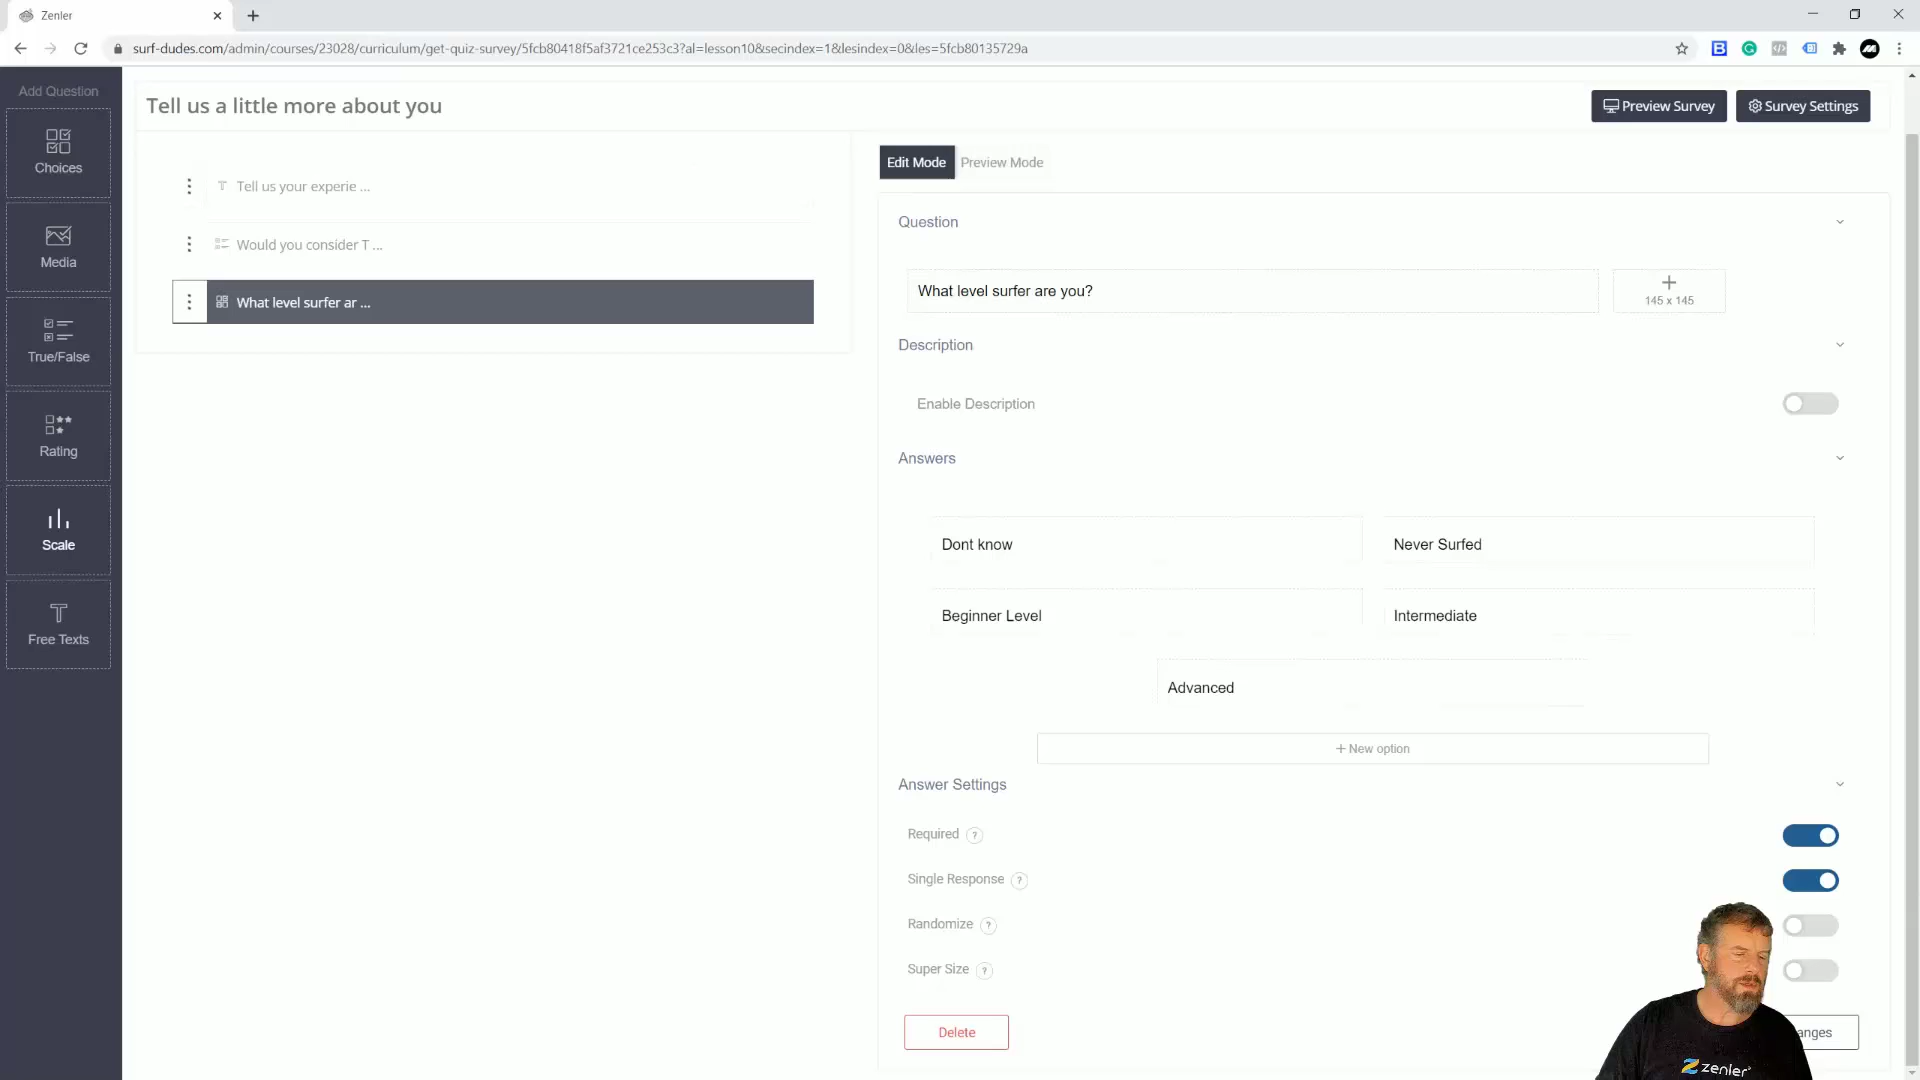 Zenler
surf-dudes.com/admin/courses/23028/curriculum/get-quiz-survey/5fcb80418f5af3721ce253c3?al=lesson10&secindex=1&lesindex=0&les=5fcb80135729a
Add Question
Choices
Media
True/False
Rating
Scale
Free Texts
Tell us a little more about you
Preview Survey
Survey Settings
Tell us your experie ...
Would you consider T ...
What level surfer ar ...
Edit Mode
Preview Mode
Question
What level surfer are you?
145 x 145
Description
Enable Description
Answers
Dont know
Never Surfed
Beginner Level
Intermediate
Advanced
+ New option
Answer Settings
Required ?
Single Response ?
Randomize ?
Super Size ?
Delete
anges
zenler